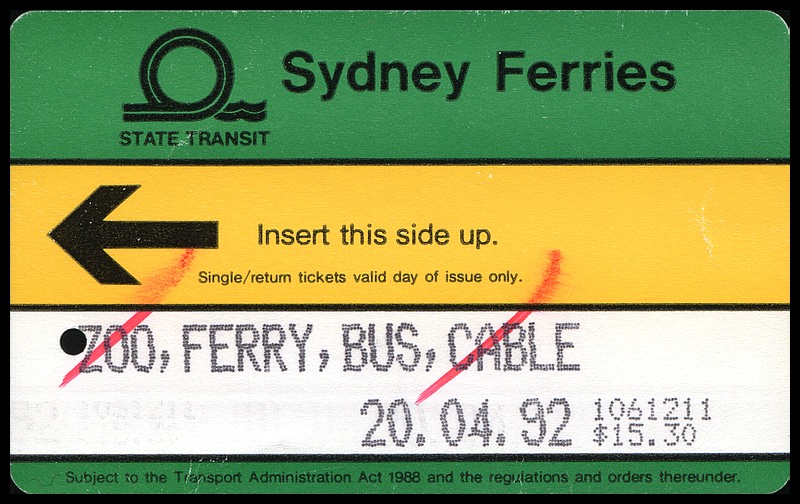 Sydney Ferries
STATE TRANSIT
Insert this side up.
Single/return tickets valid day of issue only.
ZOO, FERRY, BUS, CABLE
20.04.92 1061211
$15.30
Subject to the Transport Administration Act 1988 and the regulations and orders thereunder.